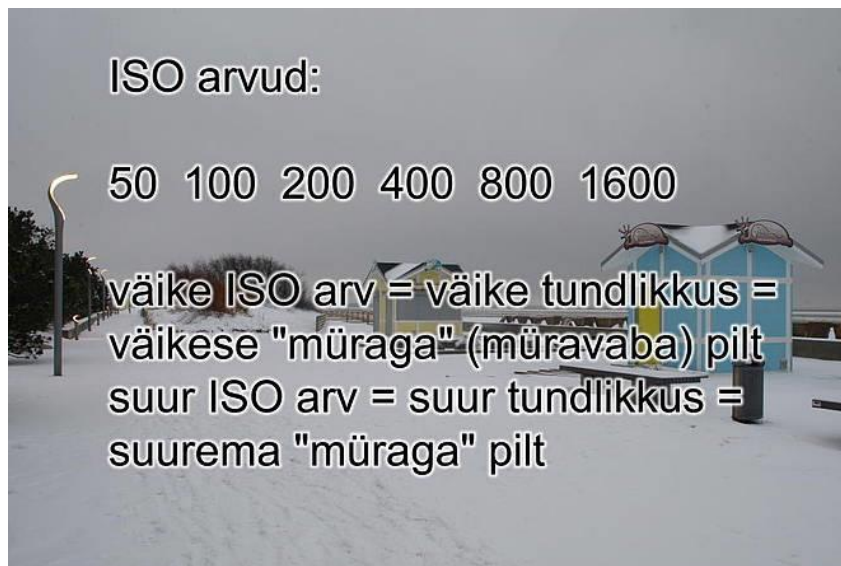 ISO arvud:
50 100 200 400 800 1600
väike ISO arv = väike tundlikkus =
väikese "müraga" (müravaba) pilt
suur ISO arv = suur tundlikkus =
suurema "müraga" pilt